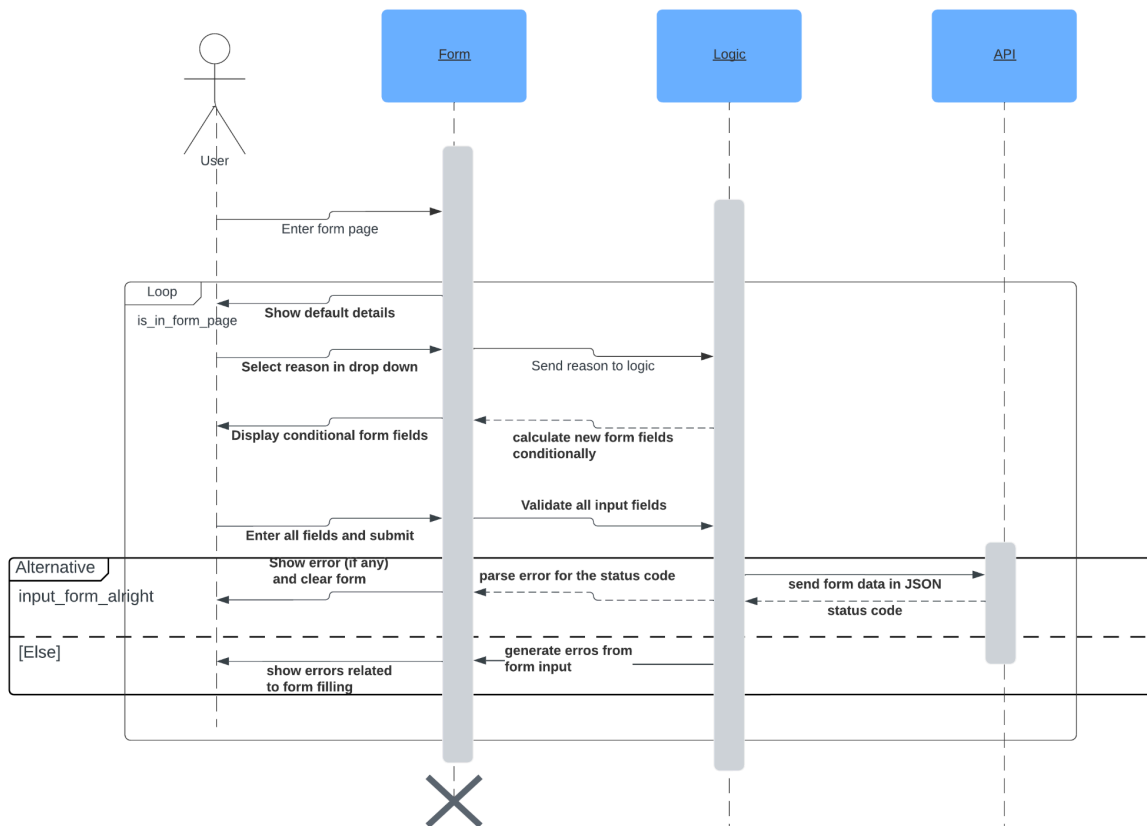 Form
Logic
API
User
Enter form page
Loop
is_in_form_page
Show default details
Select reason in drop down
Send reason to logic
Display conditional form fields
calculate new form fields
conditionally
Validate all input fields
Enter all fields and submit
Alternative
input_form_alright
Show error (if any)
and clear form
parse error for the status code
send form data in JSON
status code
[Else]
generate erros from
form input
show errors related
to form filling